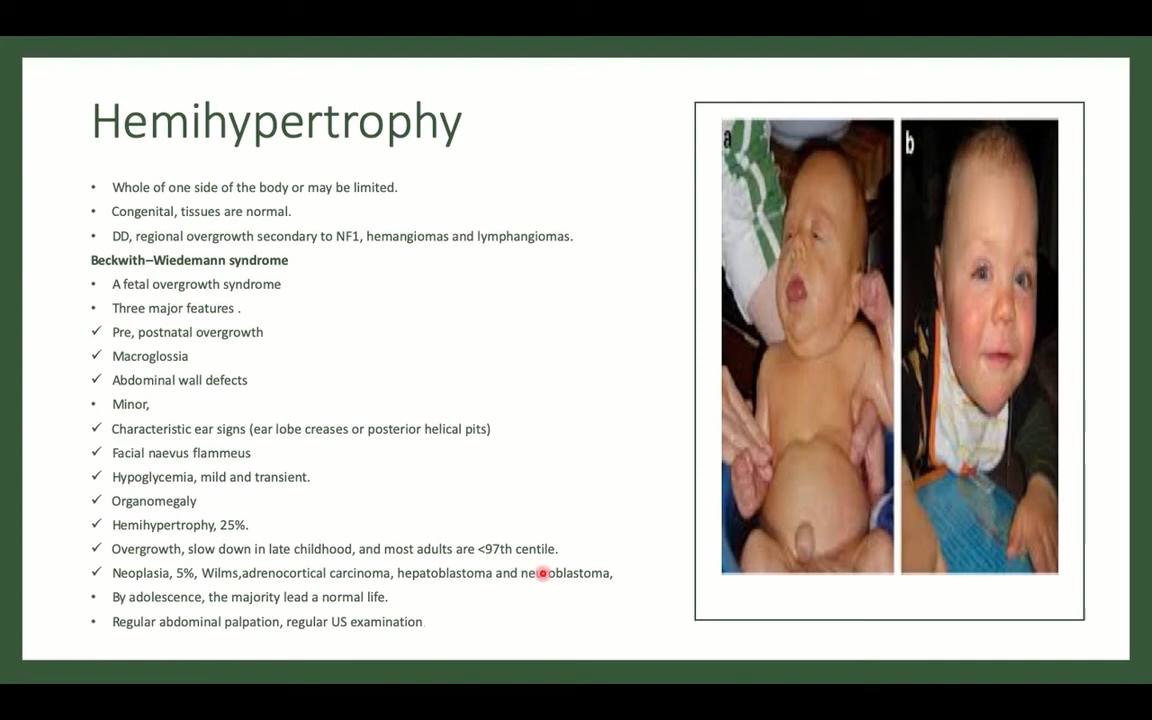 Hemihypertrophy
• Whole of one side of the body or may be limited.
• Congenital, tissues are normal.
• DD, regional overgrowth secondary to NF1, hemangiomas and lymphangiomas.
Beckwith–Wiedemann syndrome
• A fetal overgrowth syndrome
• Three major features .
✓ Pre, postnatal overgrowth
✓ Macroglossia
✓ Abdominal wall defects
• Minor,
✓ Characteristic ear signs (ear lobe creases or posterior helical pits)
✓ Facial naevus flammeus
✓ Hypoglycemia, mild and transient.
✓ Organomegaly
✓ Hemihypertrophy, 25%.
✓ Overgrowth, slow down in late childhood, and most adults are <97th centile.
✓ Neoplasia, 5%, Wilms,adrenocortical carcinoma, hepatoblastoma and
• By adolescence, the majority lead a normal life.
• Regular abdominal palpation, regular US examination.
a
b